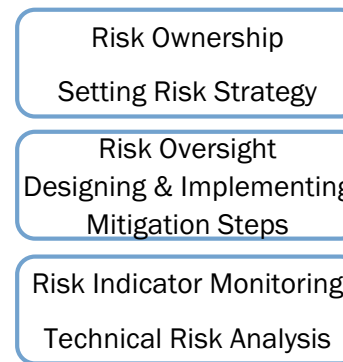 Risk Ownership
Setting Risk Strategy
Risk Oversight
Designing & Implementing
Mitigation Steps
Risk Indicator Monitoring
Technical Risk Analysis